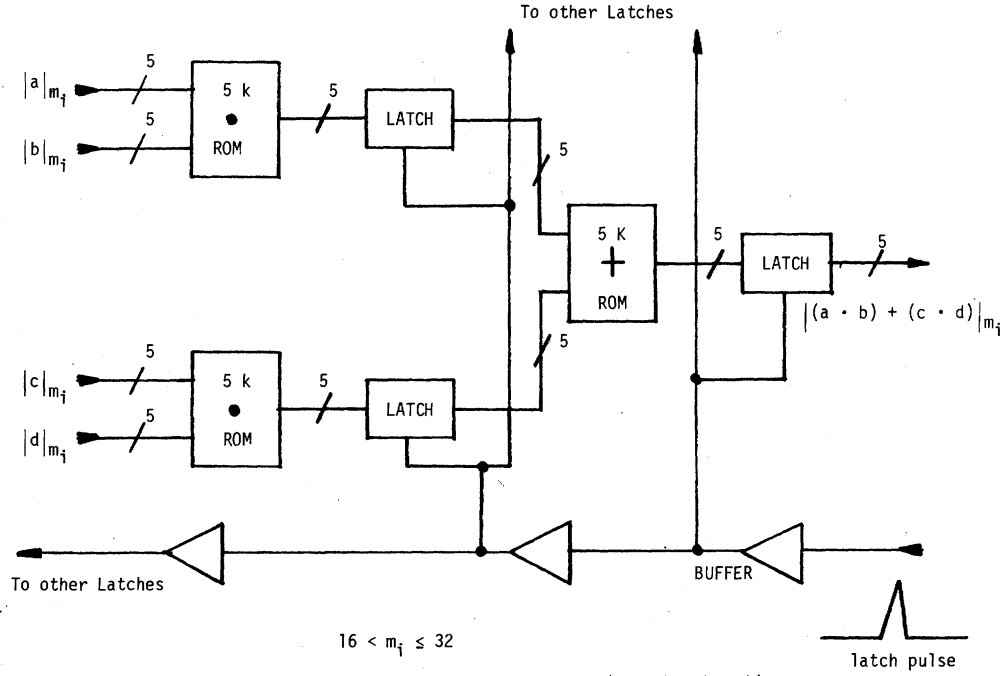 To other Latches
|a|mi
5
5 k
•
ROM
5
LATCH
|b|mi
5
5
5 K
+
ROM
5
LATCH
5
|(a · b) + (c · d)|mi
5
|c|mi
5
5 k
•
ROM
5
LATCH
|d|mi
5
To other Latches
BUFFER
16 < mi ≤ 32
latch pulse